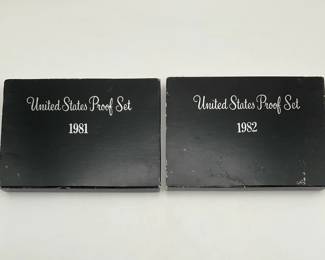 United States Proof Set
1981
United States Proof Set
1982